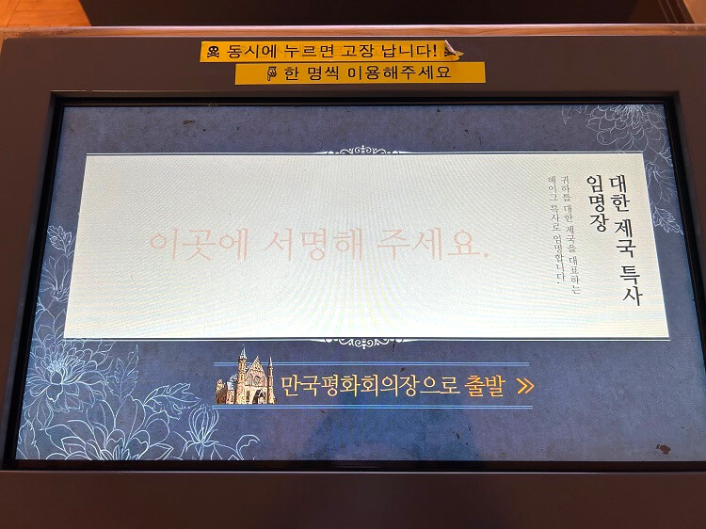 동시에 누르면 고장 납니다!
한 명씩 이용해주세요
대한 제국 특사
임명장
귀하를 대한 제국을 대표하는
헤이그 특사로 임명합니다.
이곳에 서명해 주세요.
만국평화회의장으로 출발 »